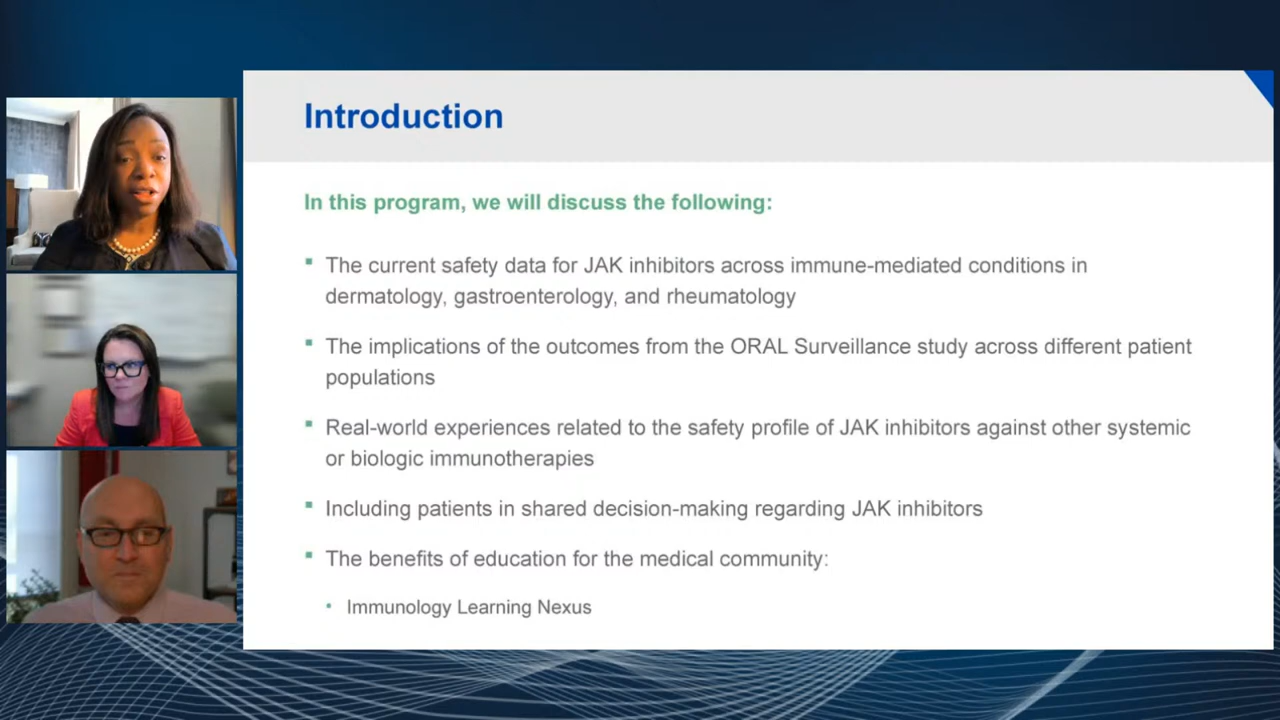 Introduction
In this program, we will discuss the following:
▪ The current safety data for JAK inhibitors across immune-mediated conditions in
dermatology, gastroenterology, and rheumatology
▪ The implications of the outcomes from the ORAL Surveillance study across different patient
populations
▪ Real-world experiences related to the safety profile of JAK inhibitors against other systemic
or biologic immunotherapies
▪ Including patients in shared decision-making regarding JAK inhibitors
▪ The benefits of education for the medical community:
• Immunology Learning Nexus